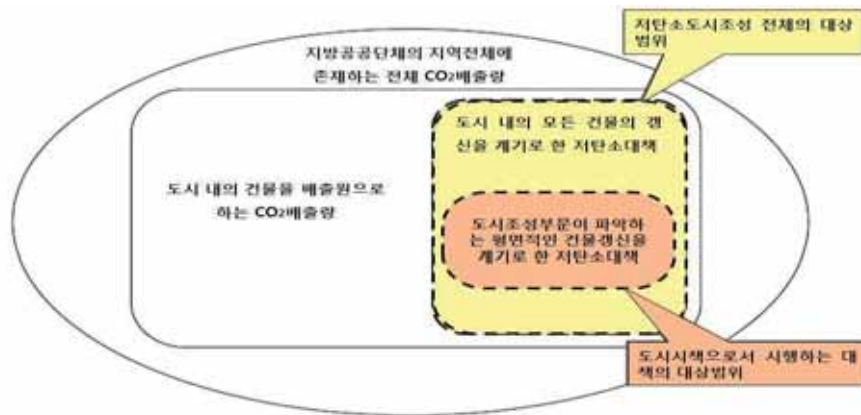 저탄소도시조성 전체의 대상
범위
지방공공단체의 지역전체에
존재하는 전체 CO2배출량
도시 내의 모든 건물의 갱
신을 계기로 한 저탄소대책
도시 내의 건물을 배출원으로
하는 CO2배출량
도시조성부문이 파악하
는 평면적인 건물갱신을
계기로 한 저탄소대책
도시시책으로서 시행하는 대
책의 대상범위